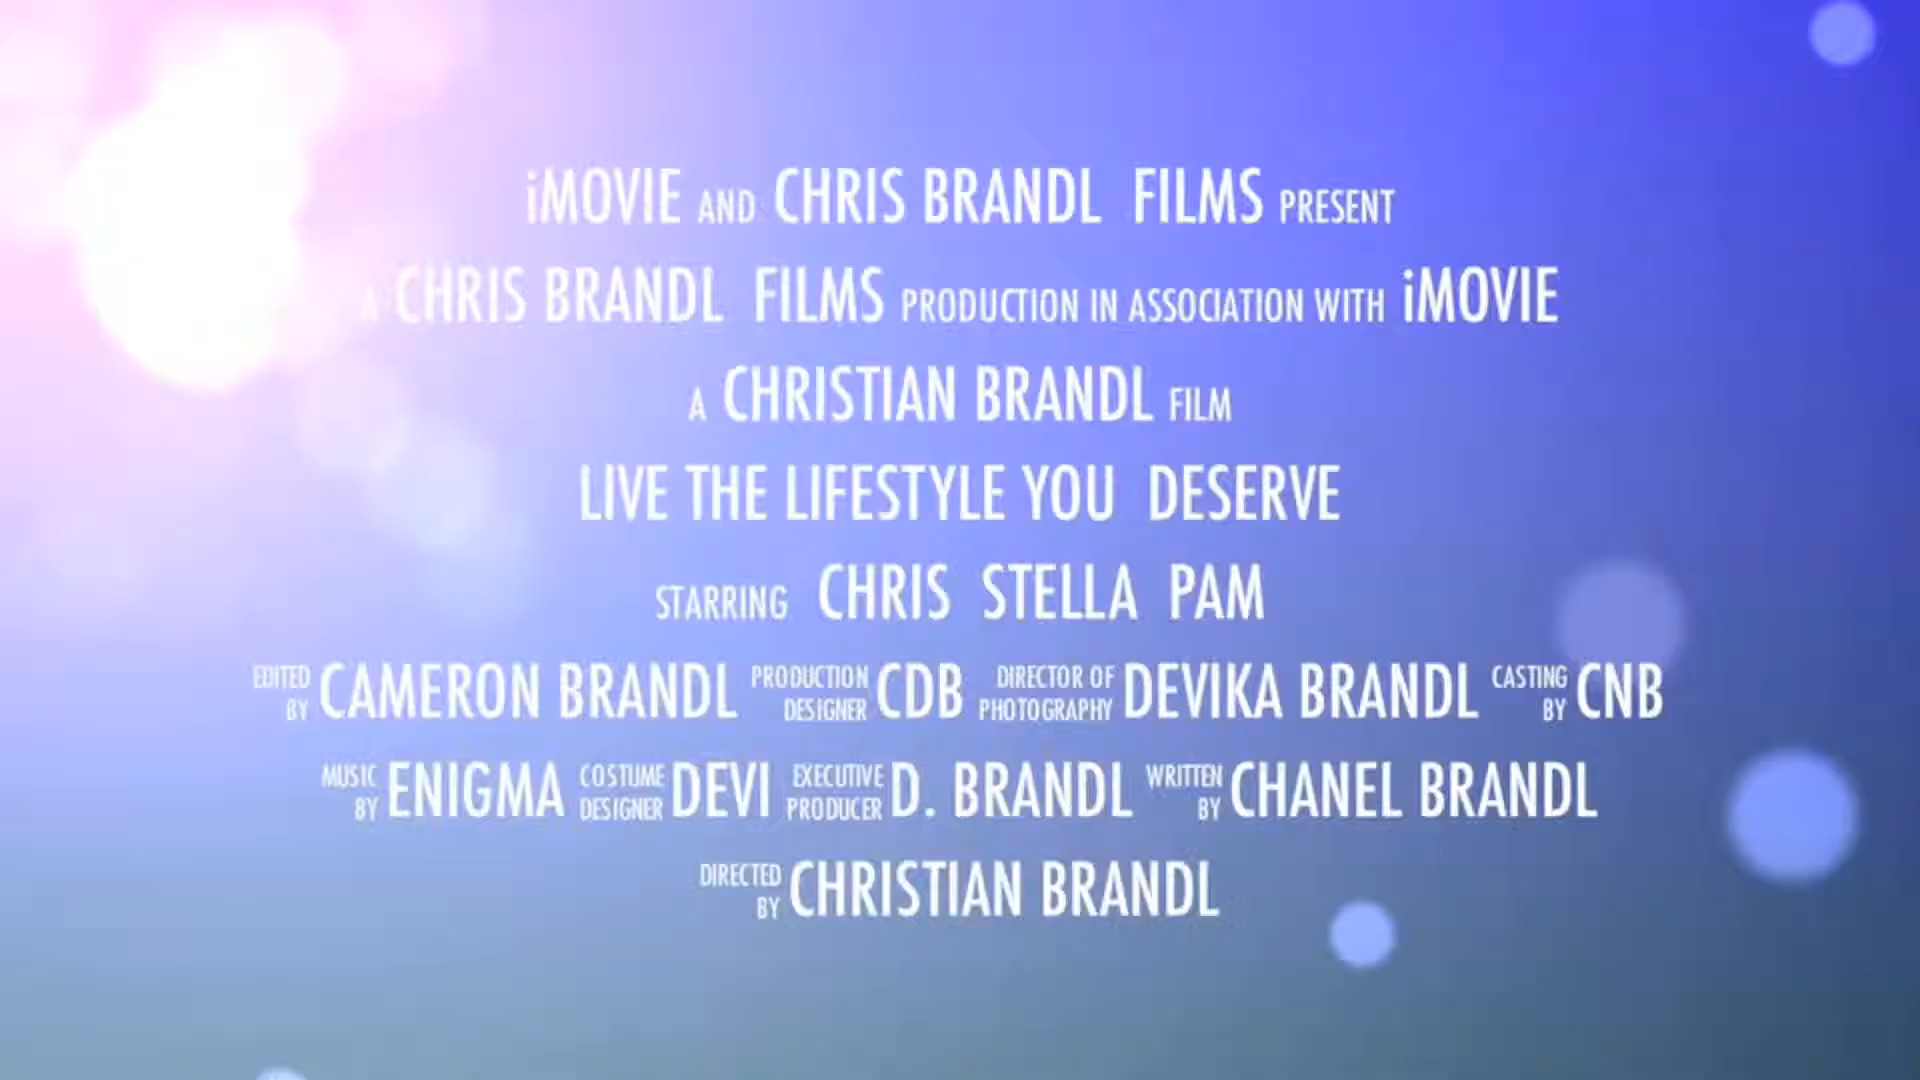 iMOVIE AND CHRIS BRANDL FILMS PRESENT
A CHRIS BRANDL FILMS PRODUCTION IN ASSOCIATION WITH iMOVIE
A CHRISTIAN BRANDL FILM
LIVE THE LIFESTYLE YOU DESERVE
STARRING CHRIS STELLA PAM
EDITED BY CAMERON BRANDL PRODUCTION DESIGNER CDB DIRECTOR OF PHOTOGRAPHY DEVIKA BRANDL CASTING BY CNB
MUSIC BY ENIGMA COSTUME DESIGNER DEVI EXECUTIVE PRODUCER D. BRANDL WRITTEN BY CHANEL BRANDL
DIRECTED BY CHRISTIAN BRANDL